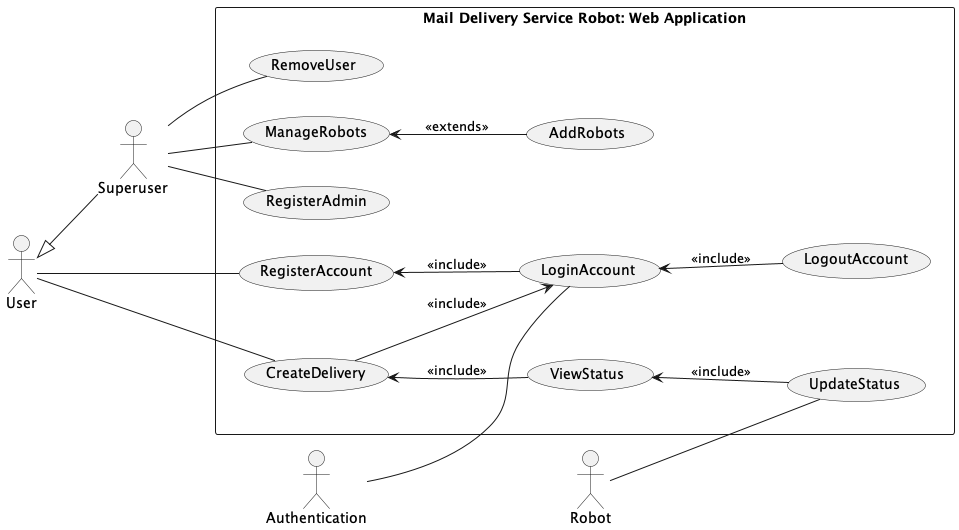 Mail Delivery Service Robot: Web Application
RemoveUser
ManageRobots
«extends»
AddRobots
Superuser
RegisterAdmin
User
RegisterAccount
«include»
LoginAccount
«include»
LogoutAccount
«include»
CreateDelivery
«include»
ViewStatus
«include»
UpdateStatus
Authentication
Robot